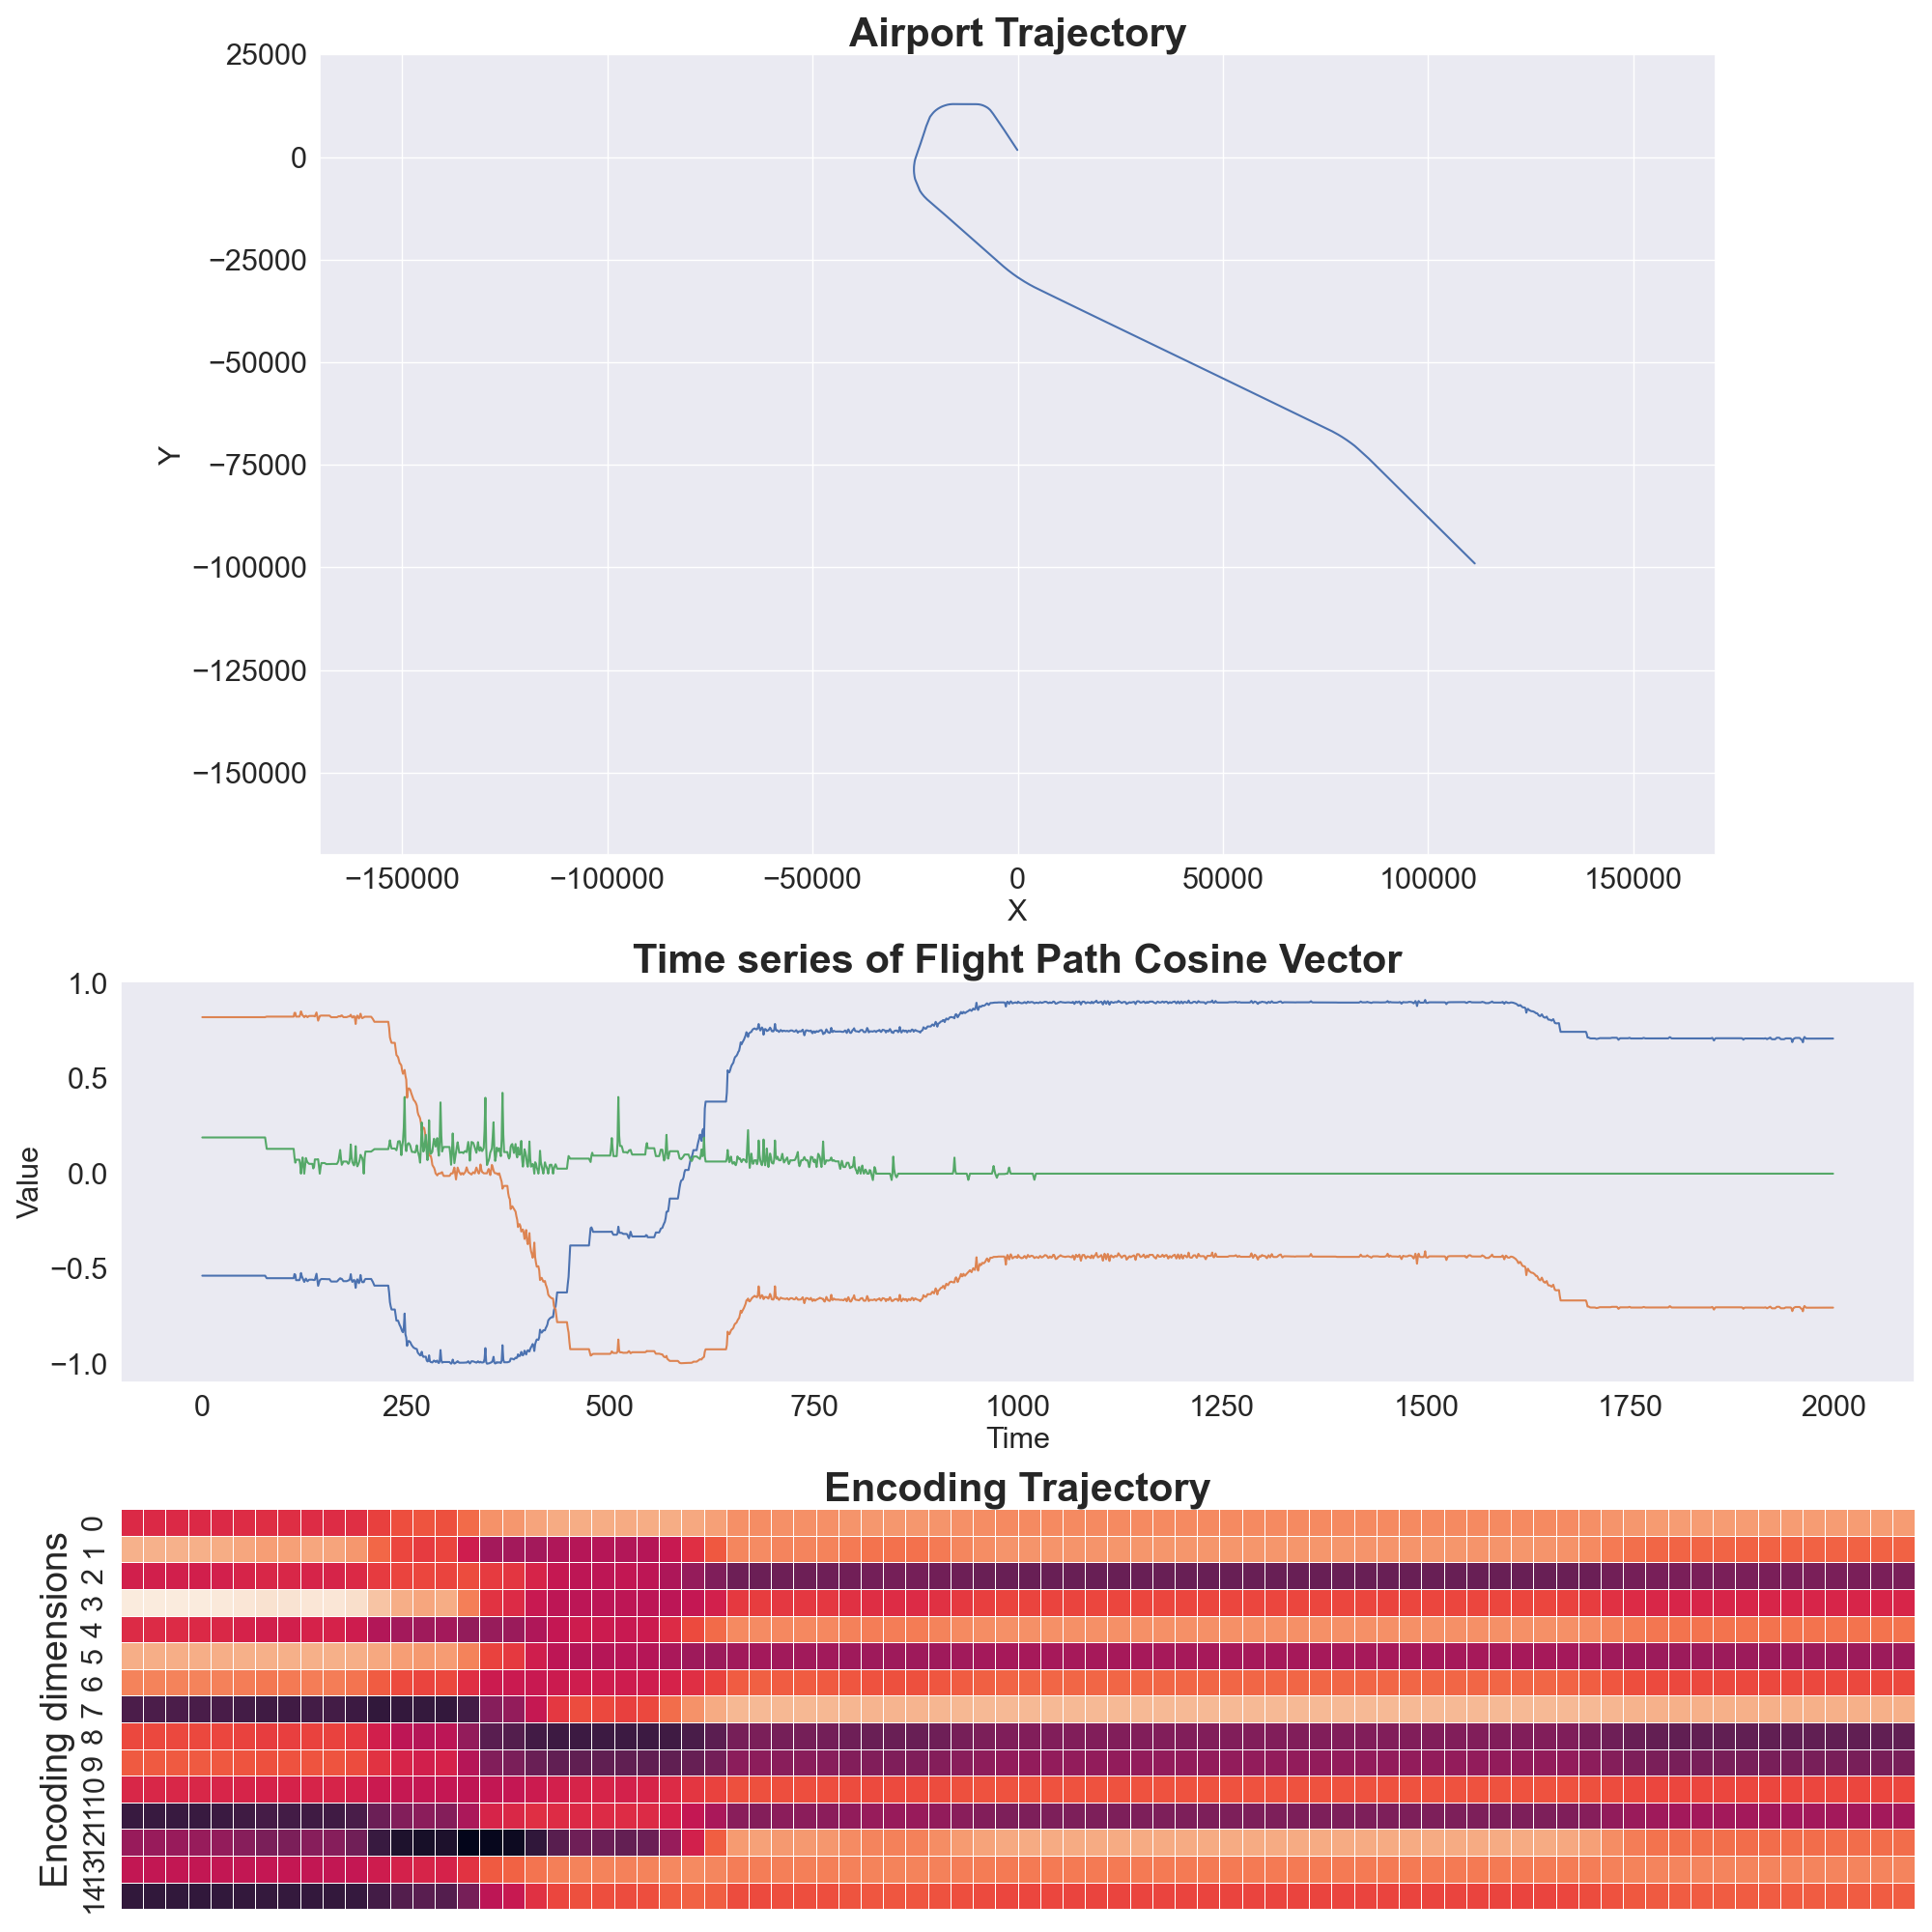 Airport Trajectory
25000
0
−25000
−50000
−75000
−100000
−125000
−150000
Y
−150000 −100000 −50000 0 50000 100000 150000
X
Time series of Flight Path Cosine Vector
1.0
0.5
0.0
−0.5
−1.0
Value
0 250 500 750 1000 1250 1500 1750 2000
Time
Encoding Trajectory
Encoding dimensions
0
1
2
3
4
5
6
7
8
9
10
11
12
13
14